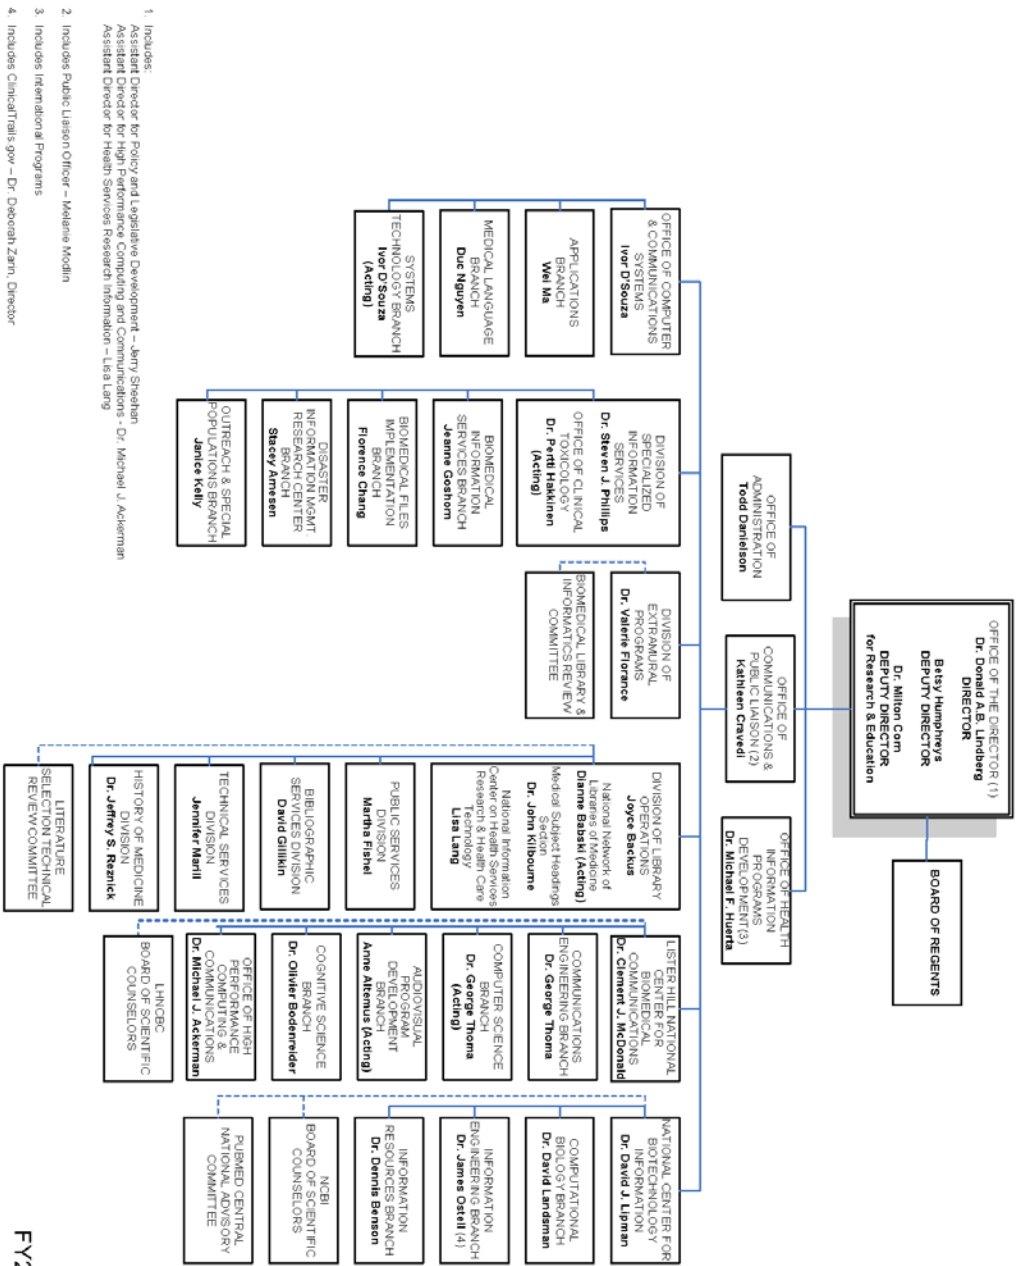 OFFICE OF THE DIRECTOR (1)
Dr. Donald A.B. Lindberg
DIRECTOR
Betsy Humphreys
DEPUTY DIRECTOR
Dr. Milton Corn
DEPUTY DIRECTOR
for Research & Education
BOARD OF REGENTS
OFFICE OF
ADMINISTRATION
Todd Danielson
OFFICE OF
COMMUNICATIONS &
PUBLIC LIAISON (2)
Kathleen Cravedi
OFFICE OF HEALTH
INFORMATION
PROGRAMS
DEVELOPMENT (3)
Dr. Michael F. Huerta
OFFICE OF COMPUTER
& COMMUNICATIONS
SYSTEMS
Ivor D'Souza
APPLICATIONS
BRANCH
Wei Ma
MEDICAL LANGUAGE
BRANCH
Duc Nguyen
SYSTEMS
TECHNOLOGY BRANCH
Ivor D'Souza
(Acting)
DIVISION OF
SPECIALIZED
INFORMATION
SERVICES
Dr. Steven J. Phillips
OFFICE OF CLINICAL
TOXICOLOGY
Dr. Pertti Hakkinen
(Acting)
BIOMEDICAL
INFORMATION
SERVICES BRANCH
Jeanne Goshorn
BIOMEDICAL FILES
IMPLEMENTATION
BRANCH
Florence Chang
DISASTER
INFORMATION MGMT.
RESEARCH CENTER
BRANCH
Stacey Arnesen
OUTREACH & SPECIAL
POPULATIONS BRANCH
Janice Kelly
DIVISION OF
EXTRAMURAL
PROGRAMS
Dr. Valerie Florance
BIOMEDICAL LIBRARY &
INFORMATICS REVIEW
COMMITTEE
DIVISION OF LIBRARY
OPERATIONS
Joyce Backus
National Network of
Libraries of Medicine
Dianne Babski (Acting)
Medical Subject Headings
Section
Dr. John Kilbourne
National Information
Center on Health Services
Research & Health Care
Technology
Lisa Lang
PUBLIC SERVICES
DIVISION
Martha Fishel
BIBLIOGRAPHIC
SERVICES DIVISION
David Gillikin
TECHNICAL SERVICES
DIVISION
Jennifer Marill
HISTORY OF MEDICINE
DIVISION
Dr. Jeffrey S. Reznick
LITERATURE
SELECTION TECHNICAL
REVIEW COMMITTEE
LISTER HILL NATIONAL
CENTER FOR
BIOMEDICAL
COMMUNICATIONS
Dr. Clement J. McDonald
COMMUNICATIONS
ENGINEERING BRANCH
Dr. George Thoma
COMPUTER SCIENCE
BRANCH
Dr. George Thoma
(Acting)
AUDIOVISUAL
PROGRAM
DEVELOPMENT
BRANCH
Anne Altemus (Acting)
COGNITIVE SCIENCE
BRANCH
Dr. Olivier Bodenreider
OFFICE OF HIGH
PERFORMANCE
COMPUTING &
COMMUNICATIONS
Dr. Michael J. Ackerman
LHNCBC
BOARD OF SCIENTIFIC
COUNSELORS
NATIONAL CENTER FOR
BIOTECHNOLOGY
INFORMATION
Dr. David J. Lipman
COMPUTATIONAL
BIOLOGY BRANCH
Dr. David Landsman
INFORMATION
ENGINEERING BRANCH
Dr. James Ostell (4)
INFORMATION
RESOURCES BRANCH
Dr. Dennis Benson
NCBI
BOARD OF SCIENTIFIC
COUNSELORS
PUBMED CENTRAL
NATIONAL ADVISORY
COMMITTEE
1. Includes:
Assistant Director for Policy and Legislative Development – Jerry Sheehan
Assistant Director for High Performance Computing and Communications - Dr. Michael J. Ackerman
Assistant Director for Health Services Research Information – Lisa Lang
2. Includes Public Liaison Officer – Melanie Modlin
3. Includes International Programs
4. Includes ClinicalTrails.gov – Dr. Deborah Zarin, Director